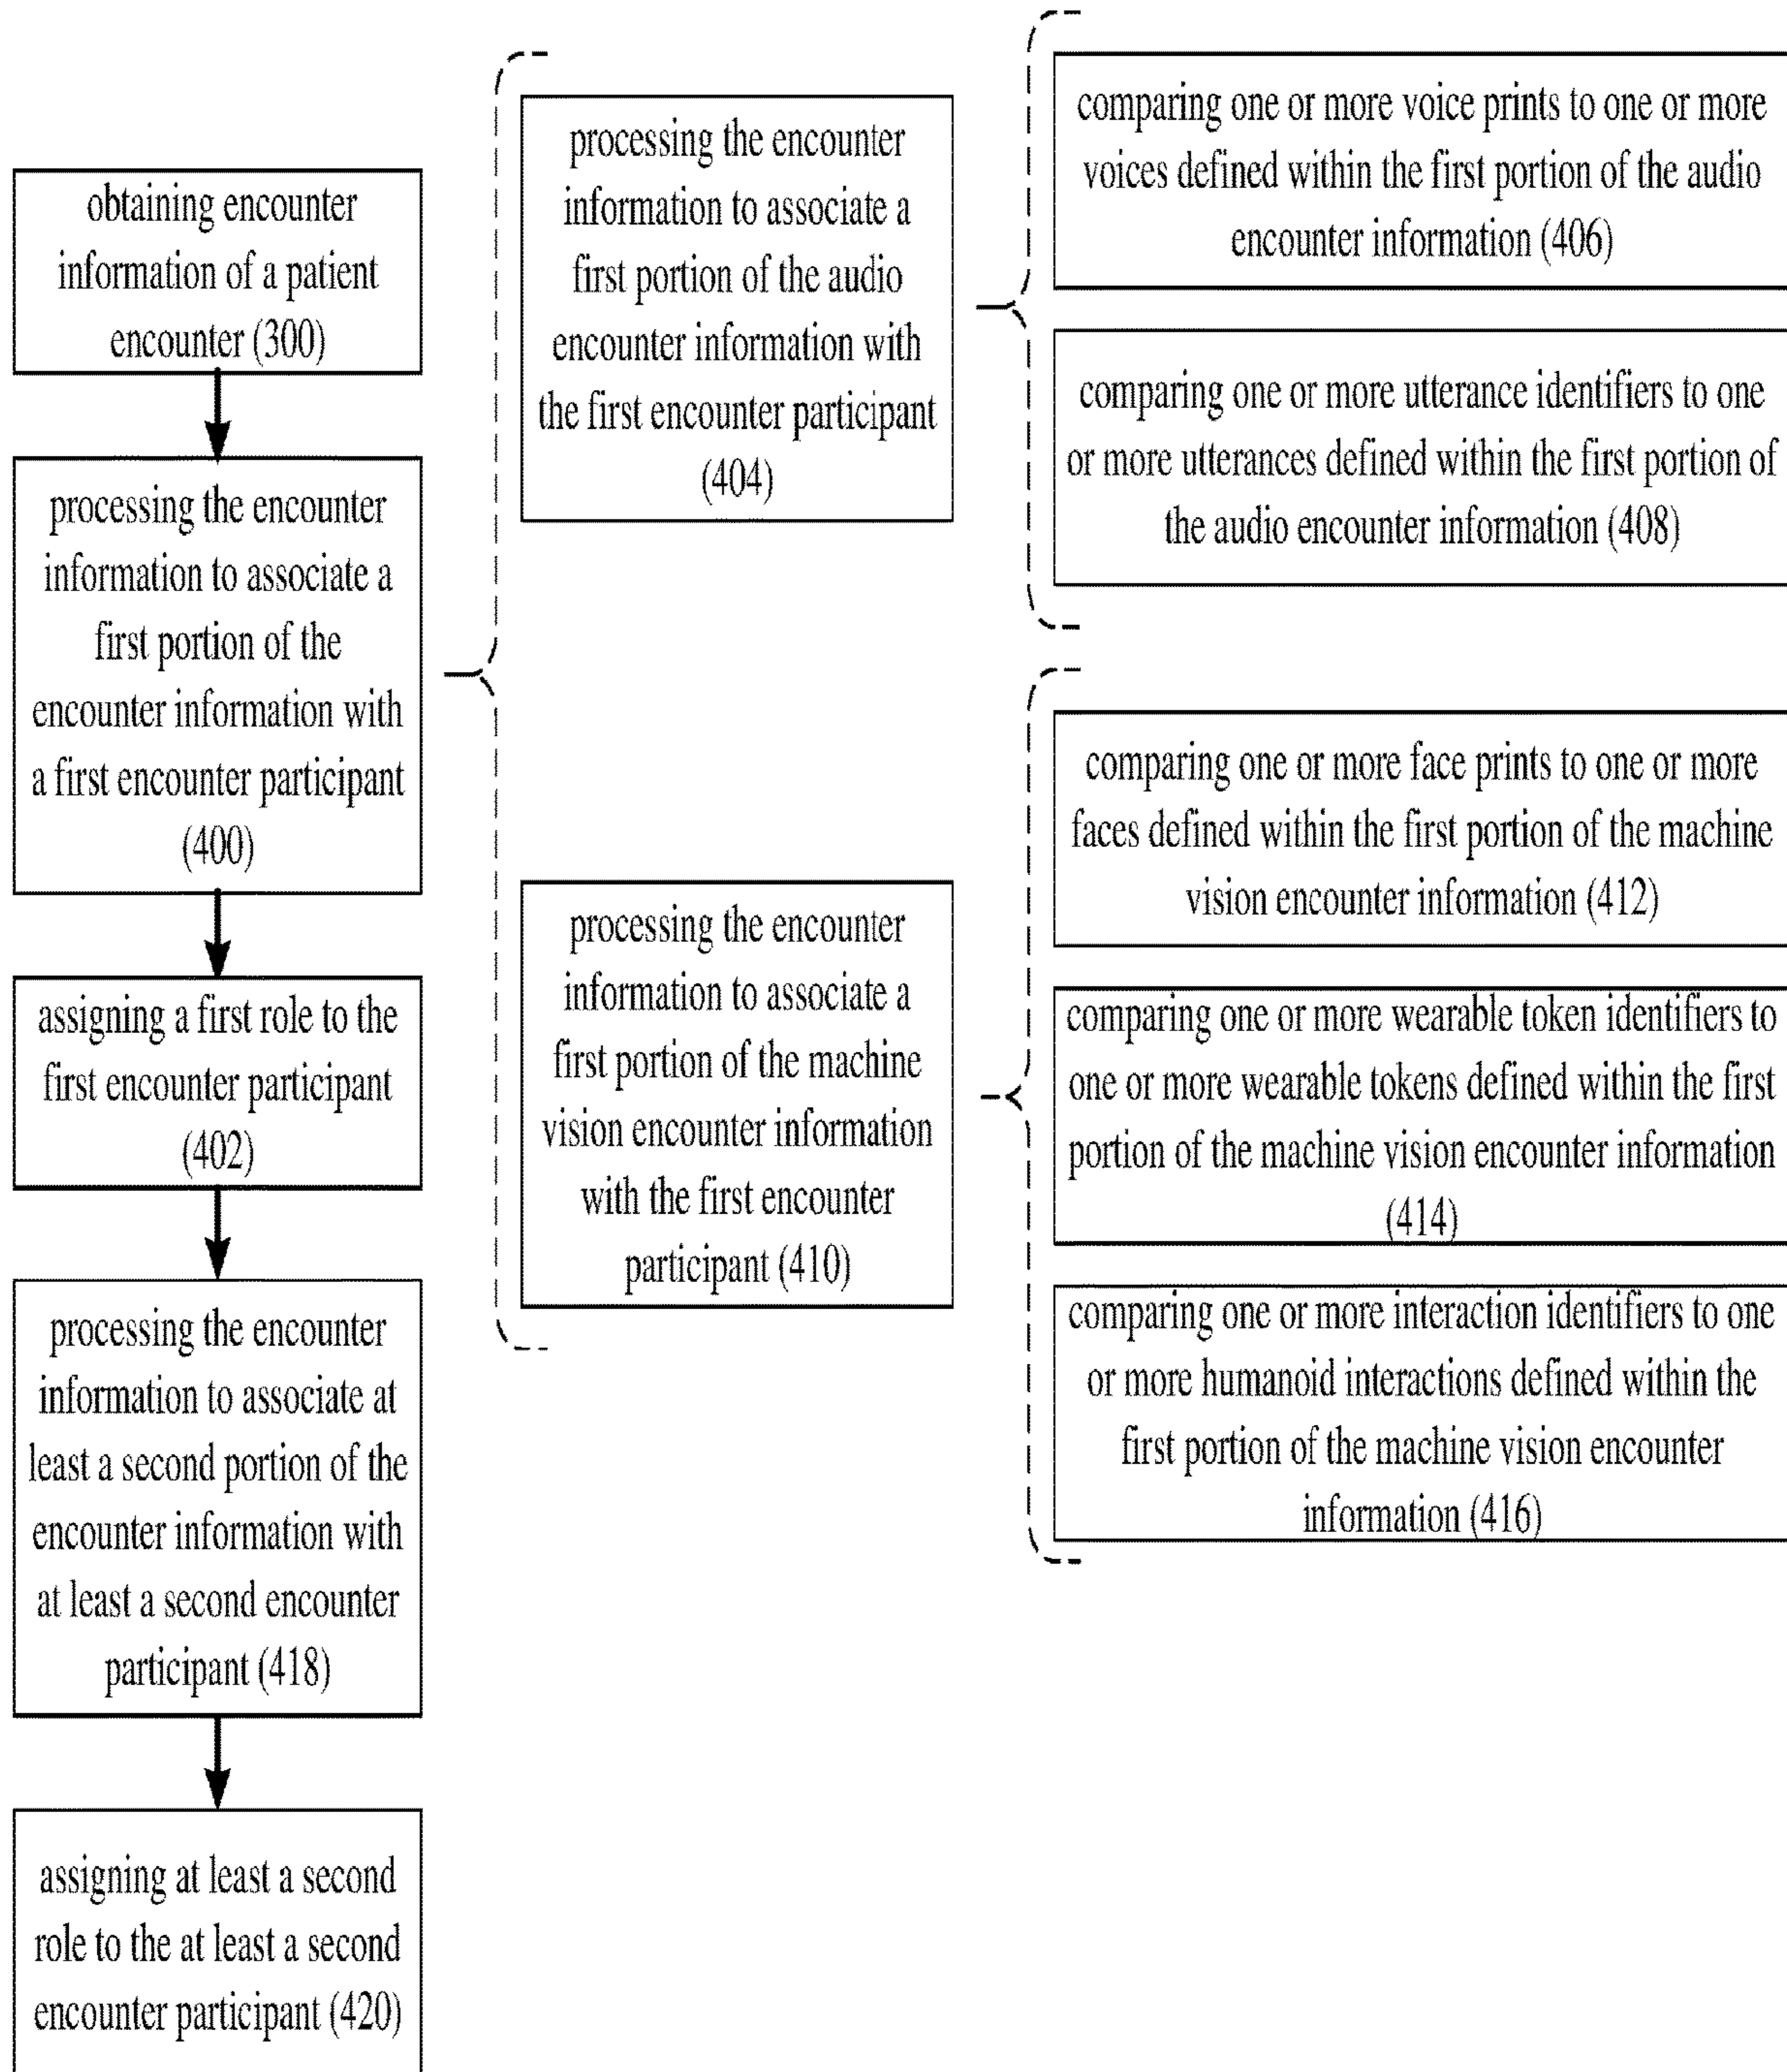 obtaining encounter
information of a patient
encounter (300)
processing the encounter
information to associate a
first portion of the
encounter information with
a first encounter participant
(400)
assigning a first role to the
first encounter participant
(402)
processing the encounter
information to associate at
least a second portion of the
encounter information with
at least a second encounter
participant (418)
assigning at least a second
role to the at least a second
encounter participant (420)
processing the encounter
information to associate a
first portion of the audio
encounter information with
the first encounter participant
(404)
processing the encounter
information to associate a
first portion of the machine
vision encounter information
with the first encounter
participant (410)
comparing one or more voice prints to one or more
voices defined within the first portion of the audio
encounter information (406)
comparing one or more utterance identifiers to one
or more utterances defined within the first portion of
the audio encounter information (408)
comparing one or more face prints to one or more
faces defined within the first portion of the machine
vision encounter information (412)
comparing one or more wearable token identifiers to
one or more wearable tokens defined within the first
portion of the machine vision encounter information
(414)
comparing one or more interaction identifiers to one
or more humanoid interactions defined within the
first portion of the machine vision encounter
information (416)